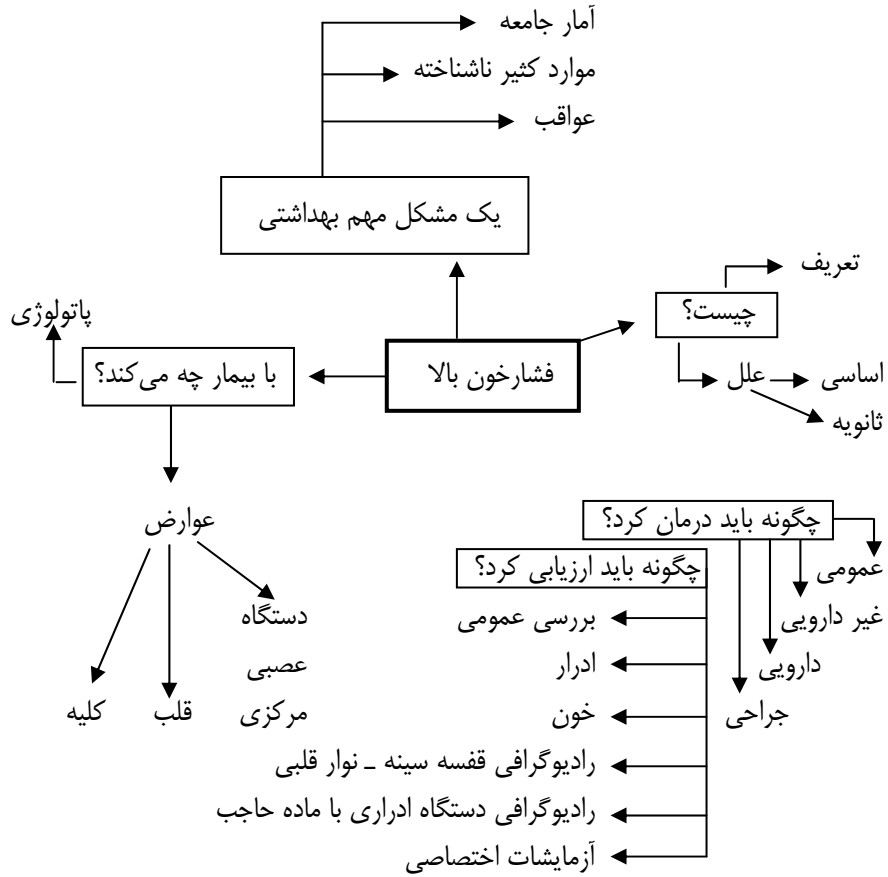 آمار جامعه
موارد کثیر ناشناخته
عواقب
یک مشکل مهم بهداشتی
تعریف
چیست؟
پاتولوژی
با بیمار چه می‌کند؟
فشارخون بالا
علل
اساسی
ثانویه
عوارض
چگونه باید درمان کرد؟
چگونه باید ارزیابی کرد؟
عمومی
دستگاه
عصبی
مرکزی
قلب
کلیه
بررسی عمومی
غیر دارویی
ادرار
دارویی
خون
جراحی
رادیوگرافی قفسه سینه ـ نوار قلبی
رادیوگرافی دستگاه ادراری با ماده حاجب
آزمایشات اختصاصی